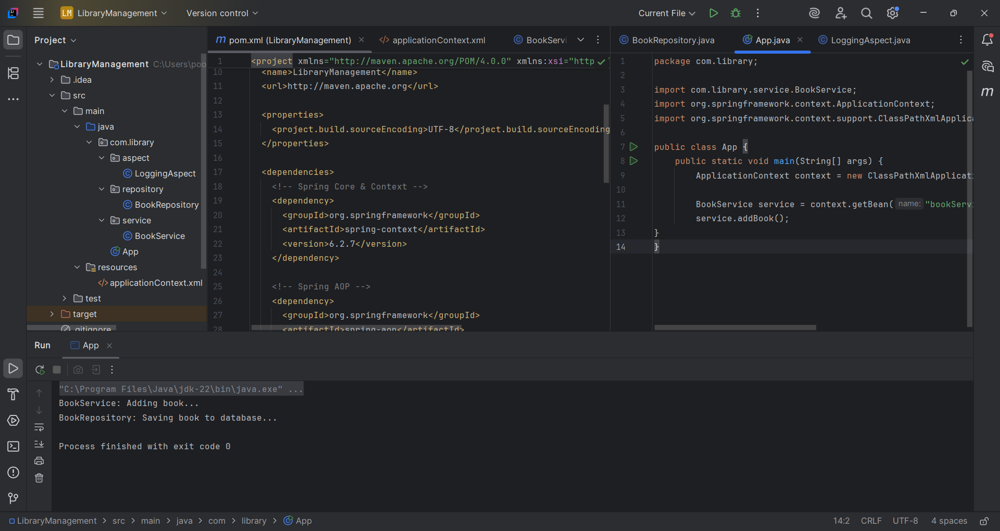 LM LibraryManagement Version control Current File
Project
LibraryManagement C:\Users\poo
.idea
src
main
java
com.library
aspect
LoggingAspect
repository
BookRepository
service
BookService
App
resources
applicationContext.xml
test
target
.gitignore
m pom.xml (LibraryManagement) applicationContext.xml BookServi
1 <project xmlns="http://maven.apache.org/POM/4.0.0" xmlns:xsi="http
10 <name>LibraryManagement</name>
11 <url>http://maven.apache.org</url>
12
13 <properties>
14 <project.build.sourceEncoding>UTF-8</project.build.sourceEncoding
15 </properties>
16
17 <dependencies>
18 <!-- Spring Core & Context -->
19 <dependency>
20 <groupId>org.springframework</groupId>
21 <artifactId>spring-context</artifactId>
22 <version>6.2.7</version>
23 </dependency>
24
25 <!-- Spring AOP -->
26 <dependency>
27 <groupId>org.springframework</groupId>
28 <artifactId>spring-aop</artifactId>
BookRepository.java App.java LoggingAspect.java
1 package com.library;
2
3 import com.library.service.BookService;
4 import org.springframework.context.ApplicationContext;
5 import org.springframework.context.support.ClassPathXmlApplica
6
7 public class App {
8 public static void main(String[] args) {
9 ApplicationContext context = new ClassPathXmlApplicati
10
11 BookService service = context.getBean( name: "bookServi
12 service.addBook();
13 }
14 }
m
Run App
"C:\Program Files\Java\jdk-22\bin\java.exe" ...
BookService: Adding book...
BookRepository: Saving book to database...
Process finished with exit code 0
LibraryManagement > src > main > java > com > library > App 14:2 CRLF UTF-8 4 spaces